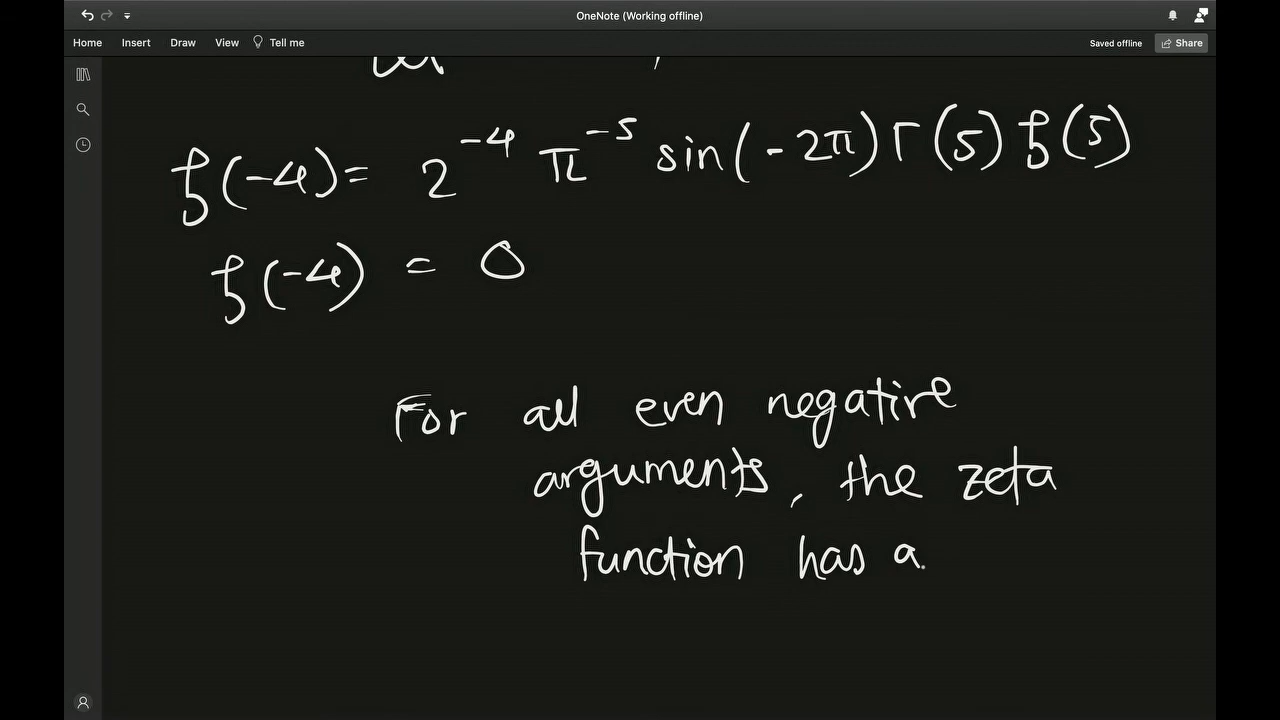 OneNote (Working offline)
Home Insert Draw View Tell me
Saved offline Share
ζ(-4) = 2^{-4} π^{-5} sin(-2π) Γ(5) ζ(5)
ζ(-4) = 0
For all even negative
arguments, the zeta
function has a